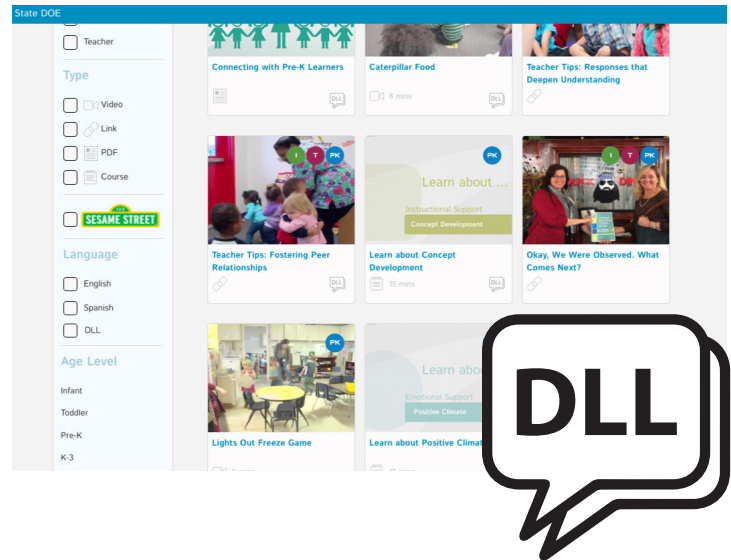 State DOE
Teacher
Type
Video
Link
PDF
Course
123
SESAME STREET
Language
English
Spanish
DLL
Age Level
Infant
Toddler
Pre-K
K-3
Connecting with Pre-K Learners
DLL
Caterpillar Food
8 mins
DLL
Teacher Tips: Responses that
Deepen Understanding
I T PK
Teacher Tips: Fostering Peer
Relationships
DLL
PK
Learn about ...
Instructional Support
Concept Development
Learn about Concept
Development
15 mins
DLL
I T PK
Okay, We Were Observed. What
Comes Next?
PK
Lights Out Freeze Game
Learn abou
Emotional Support
Positive Climate
Learn about Positive Climat
DLL